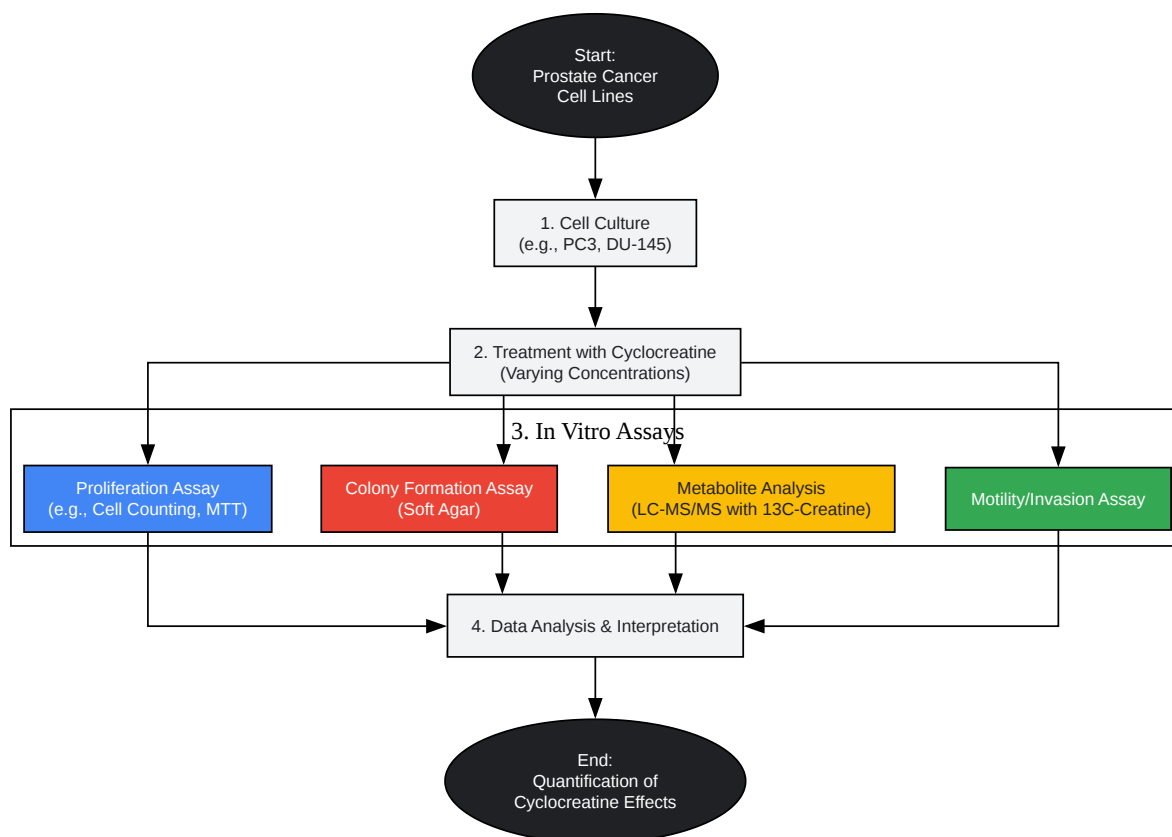 Start:
Prostate Cancer
Cell Lines
1. Cell Culture
(e.g., PC3, DU-145)
2. Treatment with Cyclocreatine
(Varying Concentrations)
3. In Vitro Assays
Proliferation Assay
(e.g., Cell Counting, MTT)
Colony Formation Assay
(Soft Agar)
Metabolite Analysis
(LC-MS/MS with 13C-Creatine)
Motility/Invasion Assay
4. Data Analysis & Interpretation
End:
Quantification of
Cyclocreatine Effects